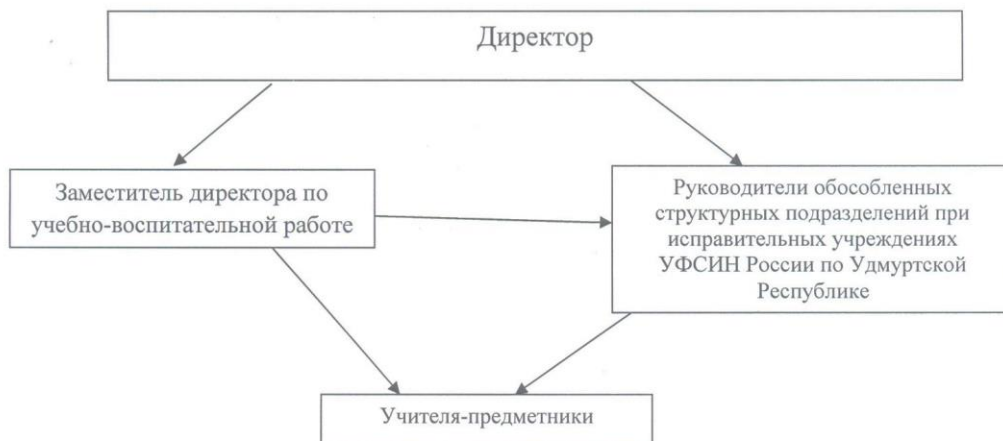 Директор
Заместитель директора по
учебно-воспитательной работе
Руководители обособленных
структурных подразделений при
исправительных учреждениях
УФСИН России по Удмуртской
Республике
Учителя-предметники